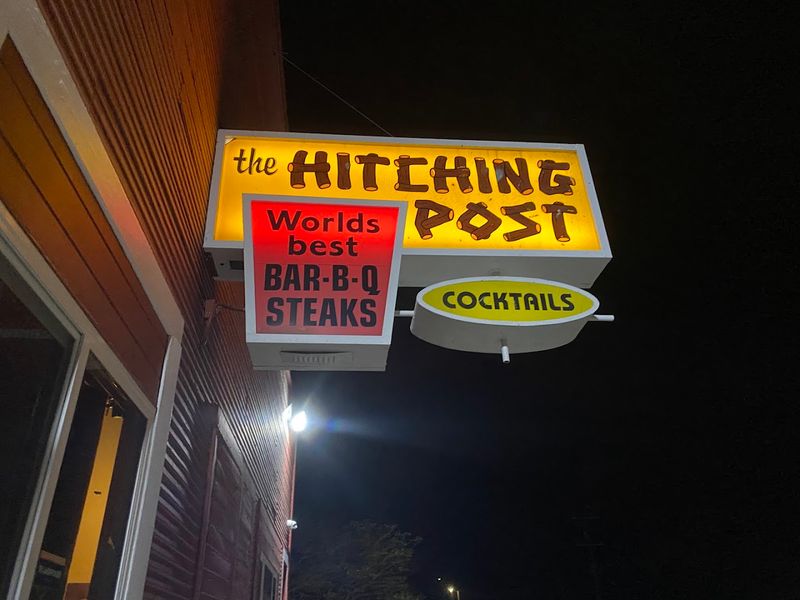 the HITCHING
POST
Worlds
best
BAR-B-Q
STEAKS
COCKTAILS